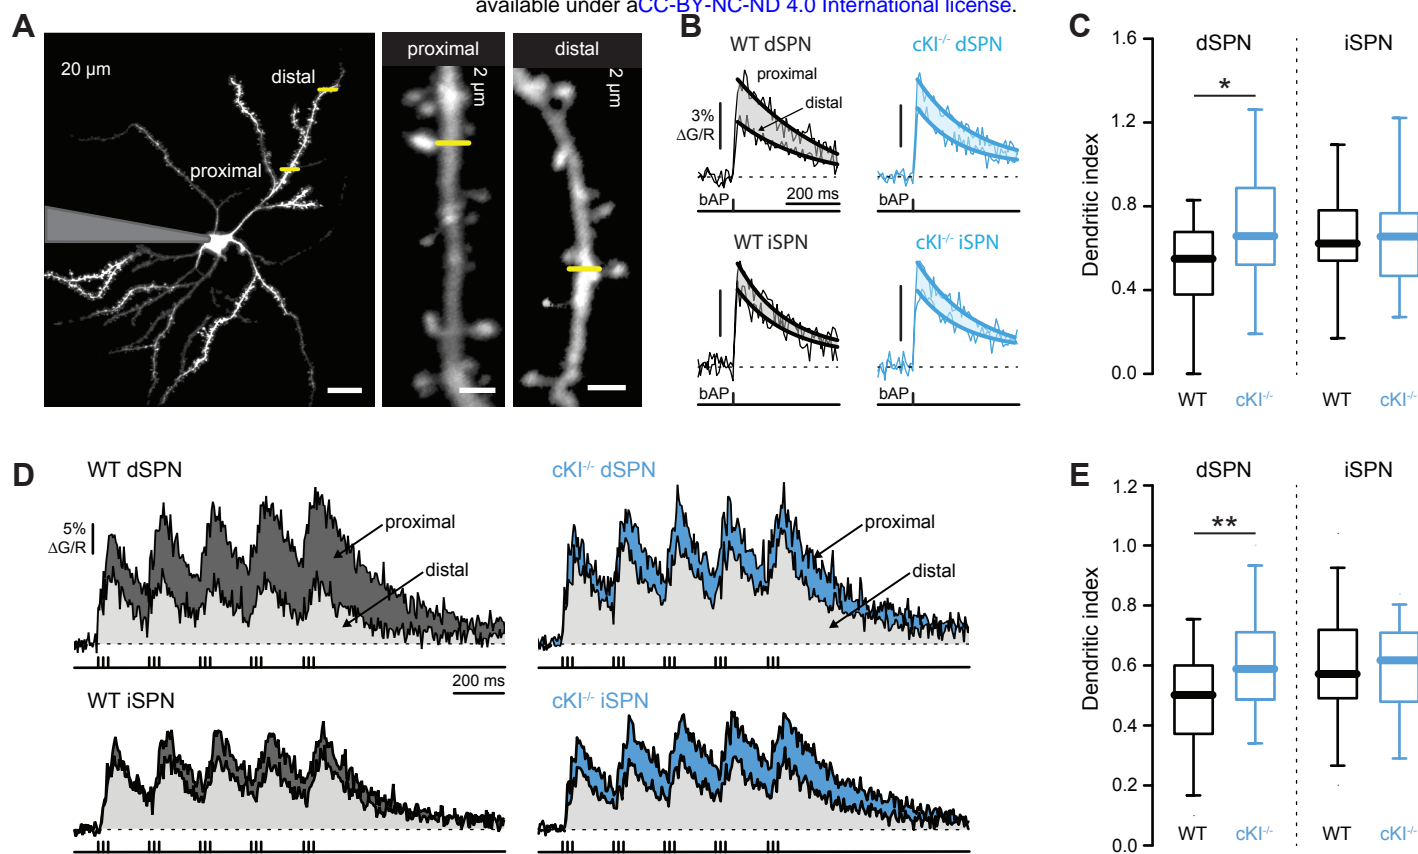 available under aCC-BY-NC-ND 4.0 International license.
A
20 µm
distal
proximal
proximal
2 µm
distal
2 µm
B
WT dSPN
cKI-/- dSPN
proximal
distal
3%
ΔG/R
200 ms
bAP
bAP
WT iSPN
cKI-/- iSPN
bAP
bAP
C
dSPN
iSPN
*
Dendritic index
1.6
1.2
0.8
0.4
0.0
WT
cKI-/-
WT
cKI-/-
D
WT dSPN
cKI-/- dSPN
5%
ΔG/R
proximal
distal
proximal
distal
200 ms
WT iSPN
cKI-/- iSPN
E
dSPN
iSPN
**
Dendritic index
1.2
1.0
0.8
0.6
0.4
0.2
0.0
WT
cKI-/-
WT
cKI-/-